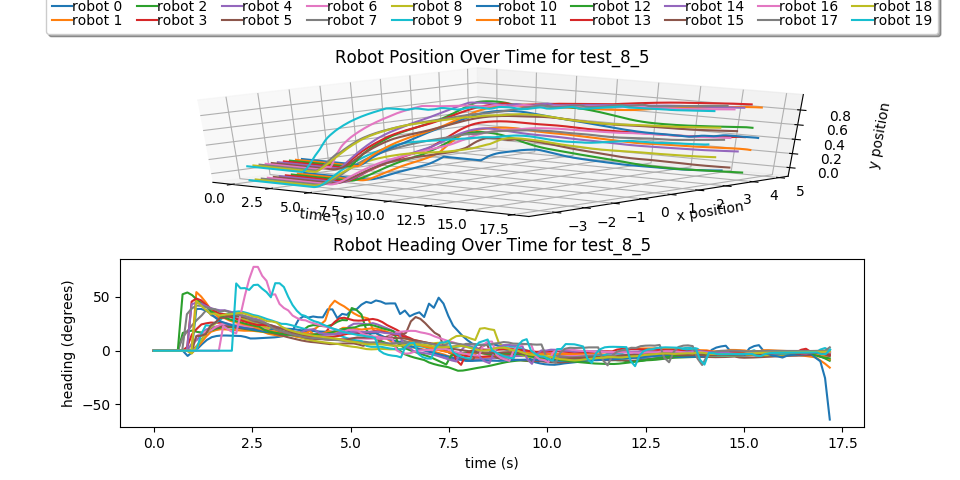 robot 0 robot 2 robot 4 robot 6 robot 8 robot 10 robot 12 robot 14 robot 16 robot 18
robot 1 robot 3 robot 5 robot 7 robot 9 robot 11 robot 13 robot 15 robot 17 robot 19
Robot Position Over Time for test_8_5
0.8
0.6
0.4
0.2
0.0
y position
0.0 2.5 5.0 7.5 10.0 12.5 15.0 17.5
time (s)
−3 −2 −1 0 1 2 3 4 5
x position
Robot Heading Over Time for test_8_5
50
0
−50
heading (degrees)
0.0 2.5 5.0 7.5 10.0 12.5 15.0 17.5
time (s)